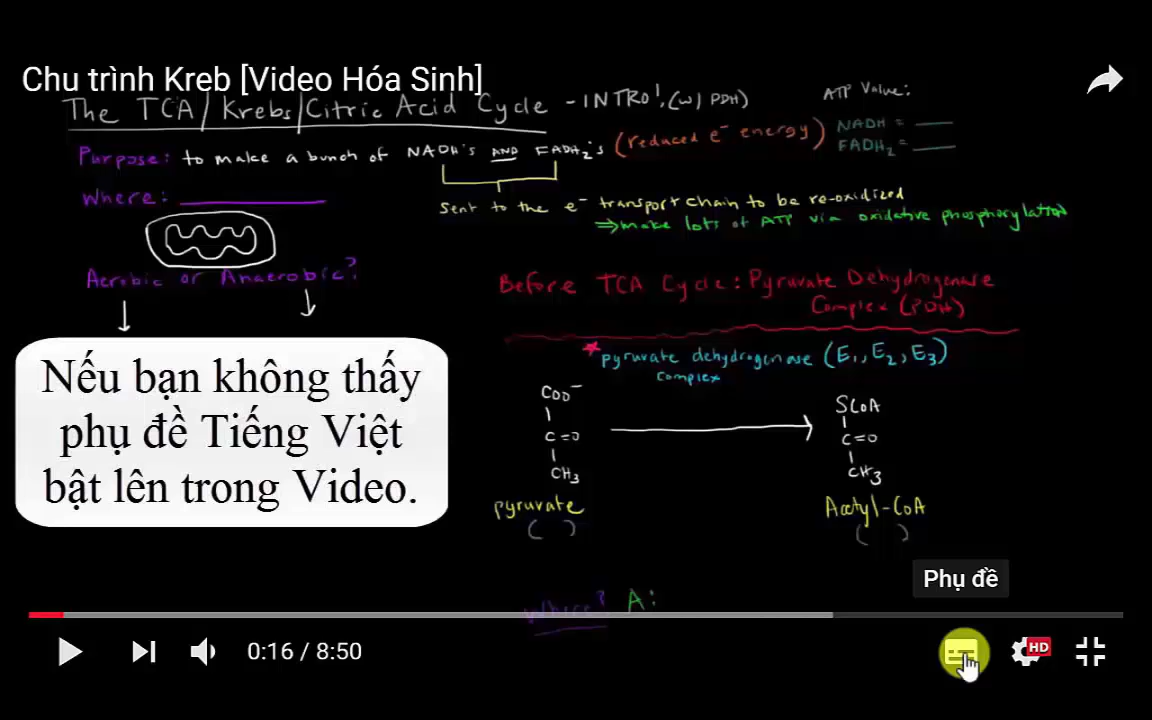 Chu trình Kreb [Video Hóa Sinh]
The TCA/Krebs/Citric Acid Cycle - INTRO!, (w/ PDH)
ATP Value:
NADH = ___
FADH₂ = ___
Purpose: to make a bunch of NADH's AND FADH₂'s (reduced e⁻ energy)
Where: ___
Sent to the e⁻ transport chain to be re-oxidized
⇒ make lots of ATP via oxidative phosphorylation
Aerobic or Anaerobic?
Before TCA Cycle: Pyruvate Dehydrogenase
Complex (PDH)
* pyruvate dehydrogenase (E₁, E₂, E₃)
complex
Nếu bạn không thấy
phụ đề Tiếng Việt
bật lên trong Video.
COO⁻
C=O
CH₃
pyruvate
( )
SCoA
C=O
CH₃
Acetyl-CoA
( )
Phụ đề
Where? A:
0:16 / 8:50
HD